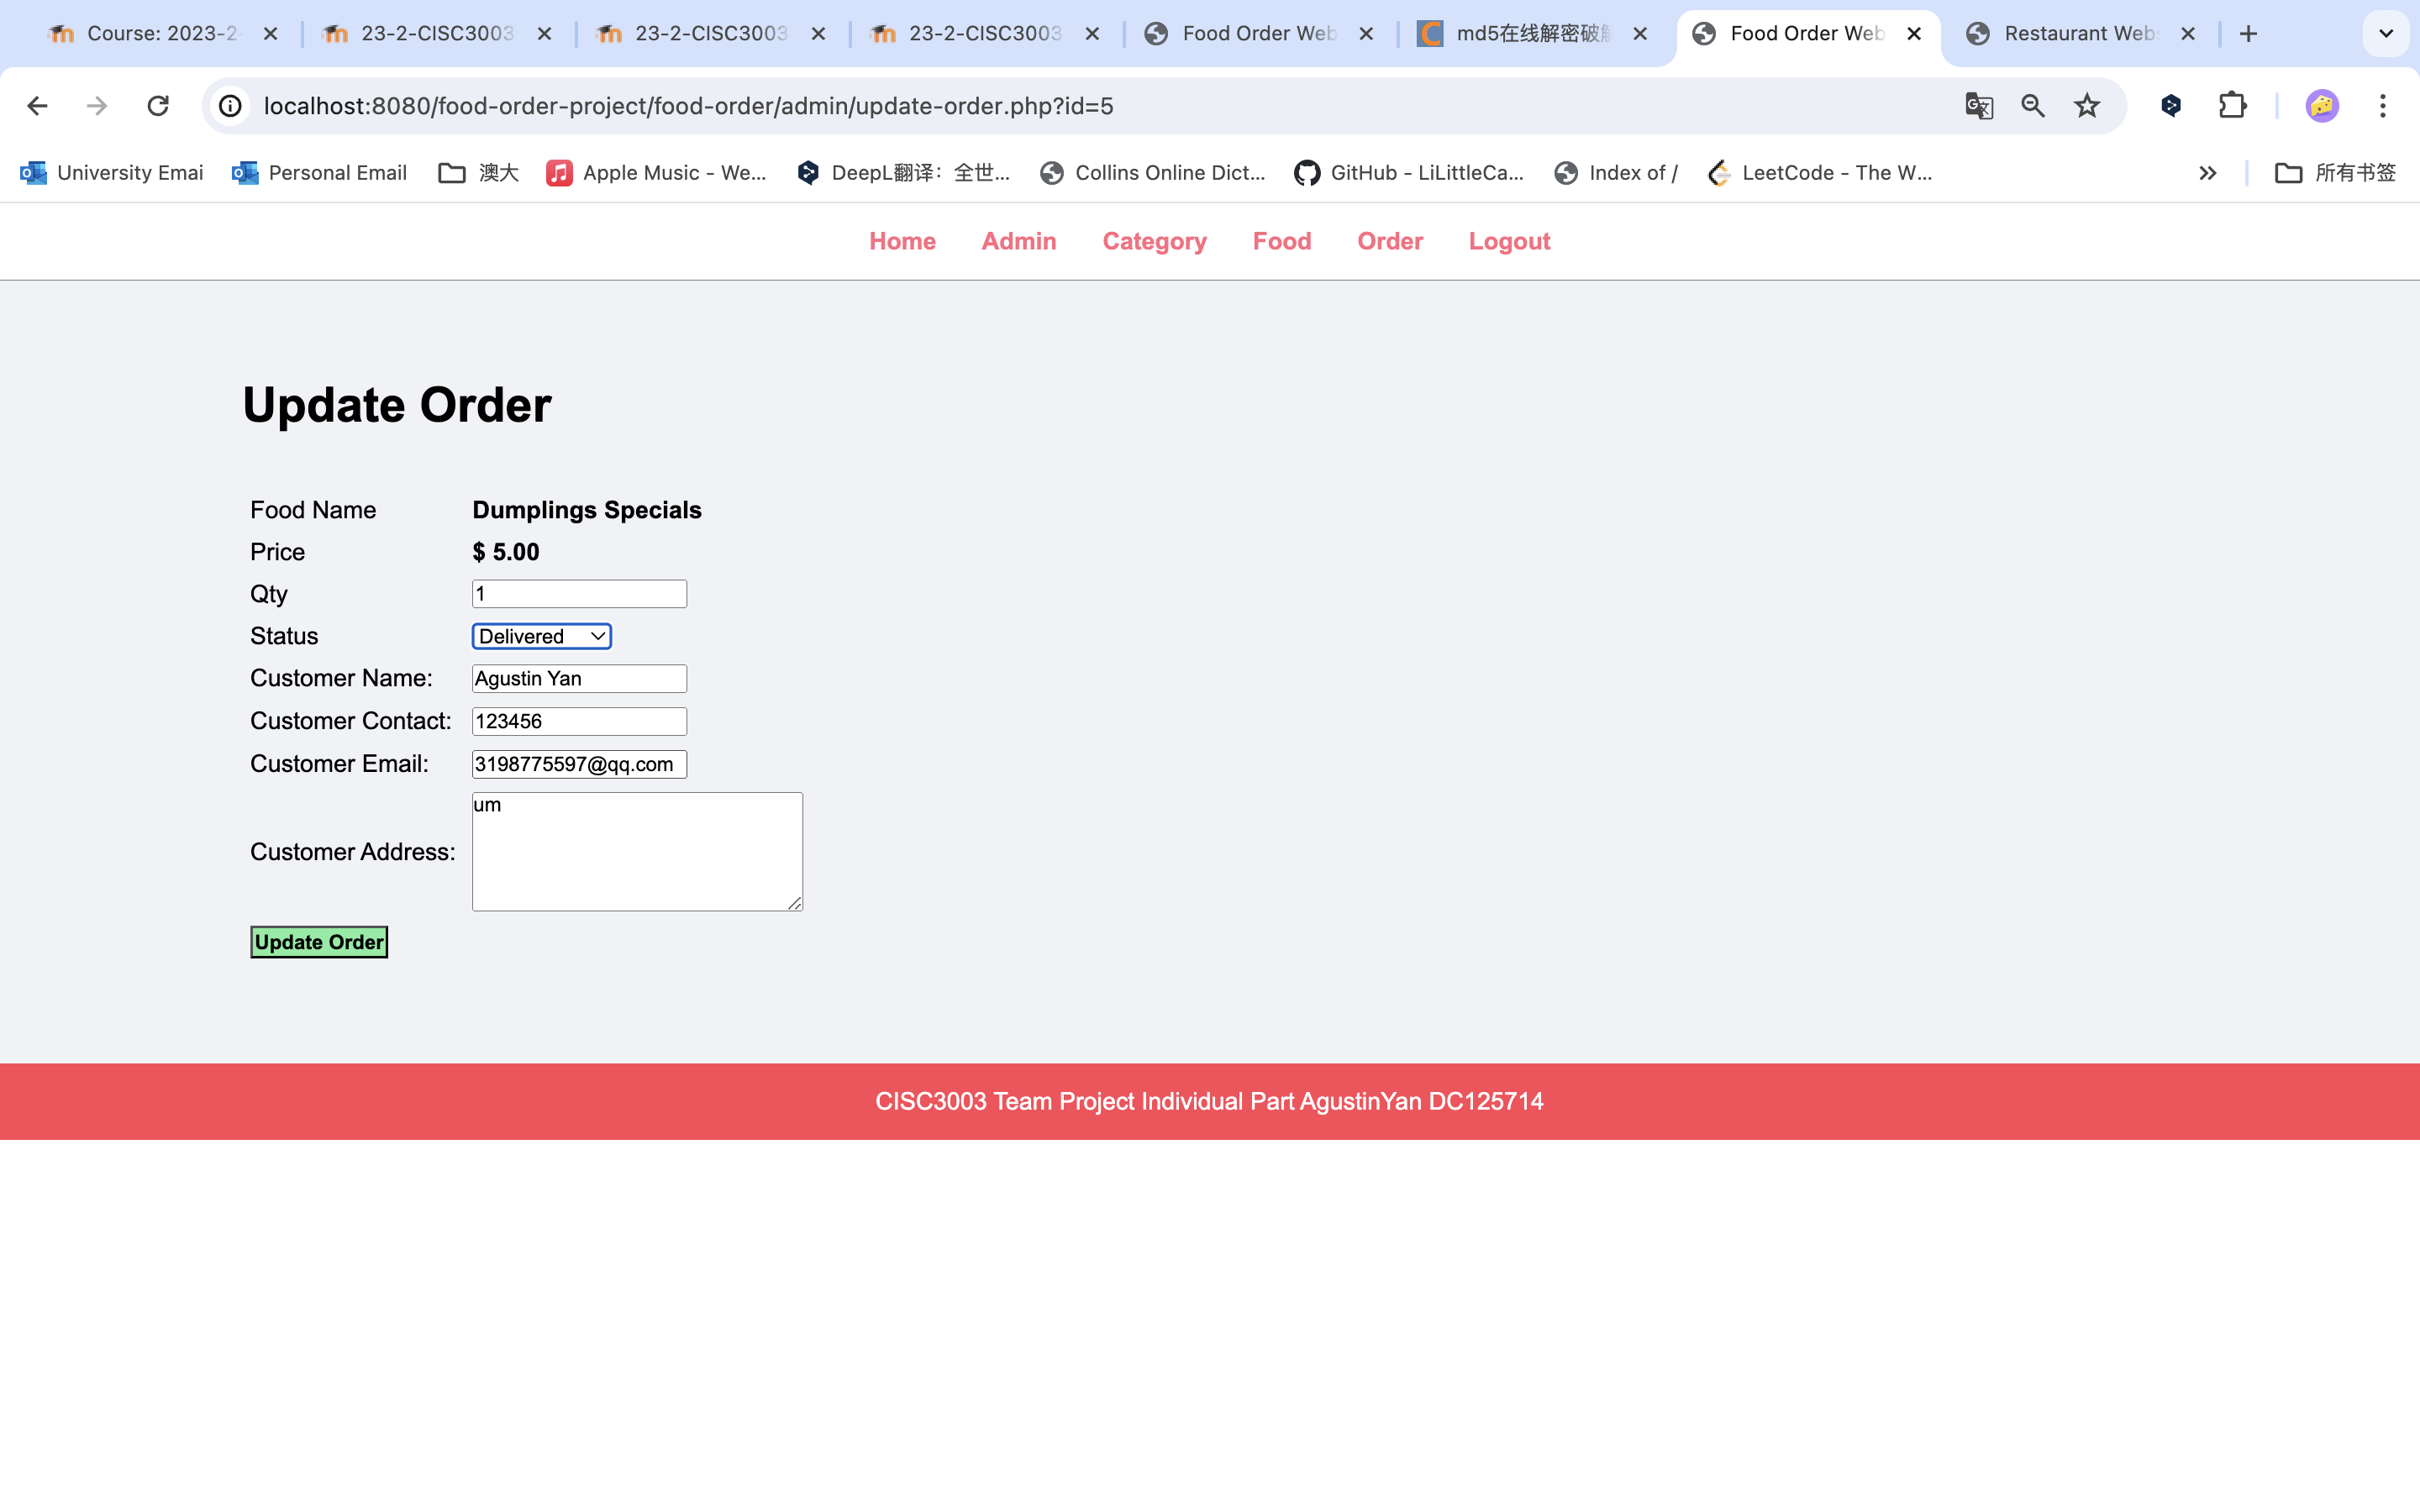 Course: 2023-2-
23-2-CISC3003
23-2-CISC3003
23-2-CISC3003
Food Order Web
md5在线解密破解
Food Order Web
Restaurant Web
localhost:8080/food-order-project/food-order/admin/update-order.php?id=5
University Emai
Personal Email
澳大
Apple Music - We...
DeepL翻译：全世...
Collins Online Dict...
GitHub - LiLittleCa...
Index of /
LeetCode - The W...
所有书签
Home
Admin
Category
Food
Order
Logout
Update Order
Food Name
Dumplings Specials
Price
$ 5.00
Qty
1
Status
Delivered
Customer Name:
Agustin Yan
Customer Contact:
123456
Customer Email:
3198775597@qq.com
Customer Address:
um
Update Order
CISC3003 Team Project Individual Part AgustinYan DC125714